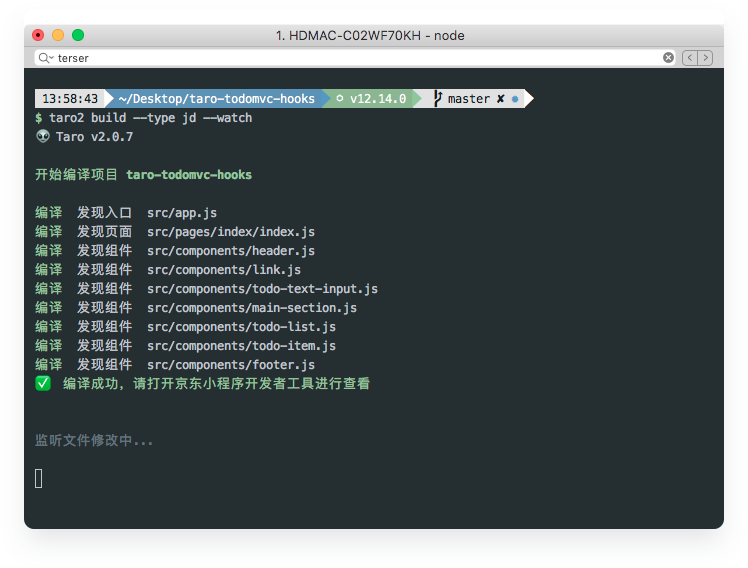 1. HDMAC-C02WF70KH - node
terser
13:58:43 ~/Desktop/taro-todomvc-hooks v12.14.0 master ✘
$ taro2 build --type jd --watch
👽 Taro v2.0.7
开始编译项目 taro-todomvc-hooks
编译 发现入口 src/app.js
编译 发现页面 src/pages/index/index.js
编译 发现组件 src/components/header.js
编译 发现组件 src/components/link.js
编译 发现组件 src/components/todo-text-input.js
编译 发现组件 src/components/main-section.js
编译 发现组件 src/components/todo-list.js
编译 发现组件 src/components/todo-item.js
编译 发现组件 src/components/footer.js
✅ 编译成功，请打开京东小程序开发者工具进行查看
监听文件修改中...